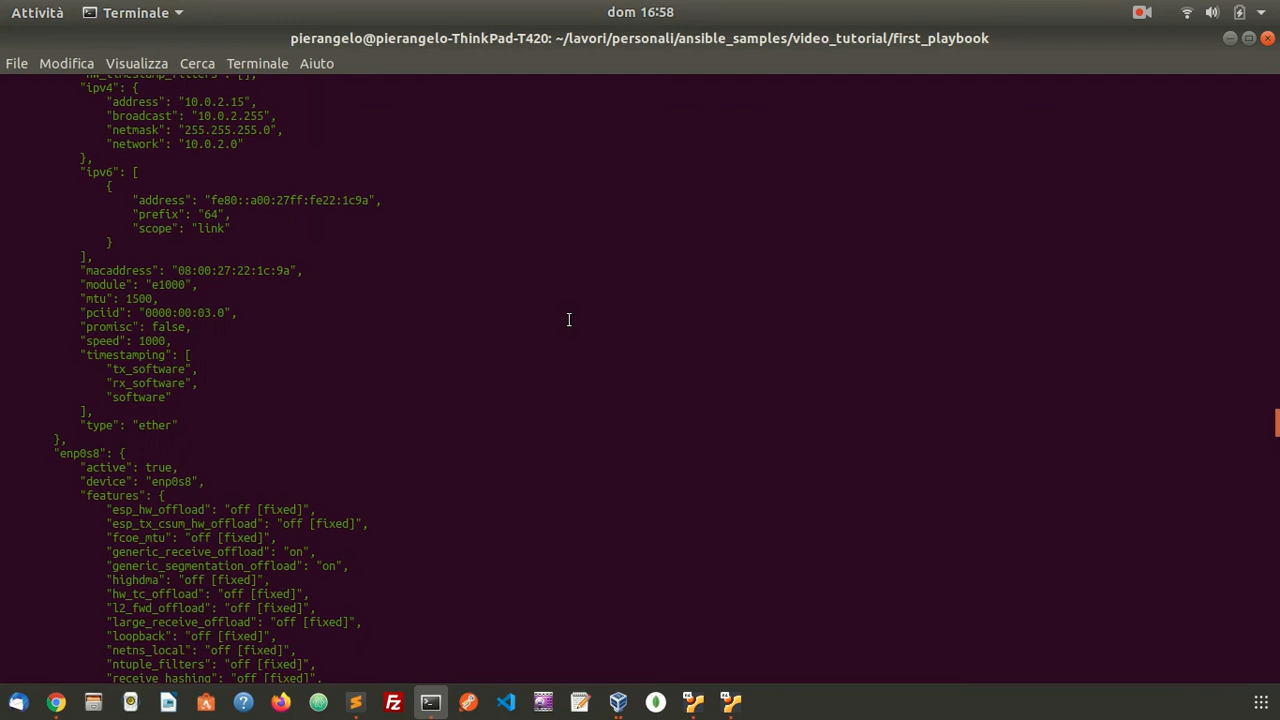 Attività
Terminale
dom 16:58
pierangelo@pierangelo-ThinkPad-T420: ~/lavori/personali/ansible_samples/video_tutorial/first_playbook
File Modifica Visualizza Cerca Terminale Aiuto
"hw_timestamp_filters": [],
"ipv4": {
"address": "10.0.2.15",
"broadcast": "10.0.2.255",
"netmask": "255.255.255.0",
"network": "10.0.2.0"
},
"ipv6": [
{
"address": "fe80::a00:27ff:fe22:1c9a",
"prefix": "64",
"scope": "link"
}
],
"macaddress": "08:00:27:22:1c:9a",
"module": "e1000",
"mtu": 1500,
"pciid": "0000:00:03.0",
"promisc": false,
"speed": 1000,
"timestamping": [
"tx_software",
"rx_software",
"software"
],
"type": "ether"
},
"enp0s8": {
"active": true,
"device": "enp0s8",
"features": {
"esp_hw_offload": "off [fixed]",
"esp_tx_csum_hw_offload": "off [fixed]",
"fcoe_mtu": "off [fixed]",
"generic_receive_offload": "on",
"generic_segmentation_offload": "on",
"highdma": "off [fixed]",
"hw_tc_offload": "off [fixed]",
"l2_fwd_offload": "off [fixed]",
"large_receive_offload": "off [fixed]",
"loopback": "off [fixed]",
"netns_local": "off [fixed]",
"ntuple_filters": "off [fixed]",
"receive_hashing": "off [fixed]",